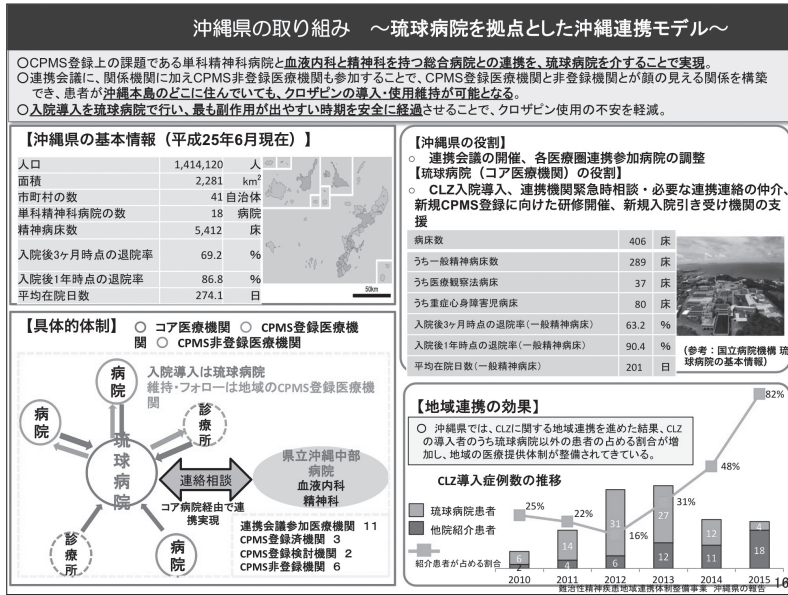 沖縄県の取り組み ～琉球病院を拠点とした沖縄連携モデル～
○CPMS登録上の課題である単科精神科病院と血液内科と精神科を持つ総合病院との連携を、琉球病院を介することで実現。
○連携会議に、関係機関に加えCPMS非登録医療機関も参加することで、CPMS登録医療機関と非登録機関とが顔の見える関係を構築
でき、患者が沖縄本島のどこに住んでいても、クロザピンの導入・使用維持が可能となる。
○入院導入を琉球病院で行い、最も副作用が出やすい時期を安全に経過させることで、クロザピン使用の不安を軽減。
【沖縄県の基本情報（平成25年6月現在）】
人口 1,414,120 人
面積 2,281 km²
市町村の数 41 自治体
単科精神科病院の数 18 病院
精神病床数 5,412 床
入院後3ヶ月時点の退院率 69.2 %
入院後1年時点の退院率 86.8 %
平均在院日数 274.1 日
50km
【沖縄県の役割】
○ 連携会議の開催、各医療圏連携参加病院の調整
【琉球病院（コア医療機関）の役割】
○ CLZ入院導入、連携機関緊急時相談・必要な連携連絡の仲介、
新規CPMS登録に向けた研修開催、新規入院引き受け機関の支
援
病床数 406 床
うち一般精神病床数 289 床
うち医療観察法病床 37 床
うち重症心身障害児病床 80 床
入院後3ヶ月時点の退院率（一般精神病床） 63.2 %
入院後1年時点の退院率（一般精神病床） 90.4 %
平均在院日数（一般精神病床） 201 日
（参考：国立病院機構 琉
球病院の基本情報）
【具体的体制】 ○ コア医療機関 ○ CPMS登録医療機
関 ○ CPMS非登録医療機関
入院導入は琉球病院
維持・フォローは地域のCPMS登録医療機
関
病院
病院
診療所
琉球病院
診療所
病院
連絡相談
コア病院経由で連
携実現
県立沖縄中部
病院
血液内科
精神科
連携会議参加医療機関 11
CPMS登録済機関 3
CPMS登録検討機関 2
CPMS非登録機関 6
【地域連携の効果】
○ 沖縄県では、CLZに関する地域連携を進めた結果、CLZ
の導入者のうち琉球病院以外の患者の占める割合が増
加し、地域の医療提供体制が整備されてきている。
CLZ導入症例数の推移
琉球病院患者
他院紹介患者
紹介患者が占める割合
25% 22% 16% 31% 48% 82%
6 14 31 27 12 4
2 4 6 12 11 18
2010 2011 2012 2013 2014 2015
難治性精神疾患地域連携体制整備事業 沖縄県の報告
16